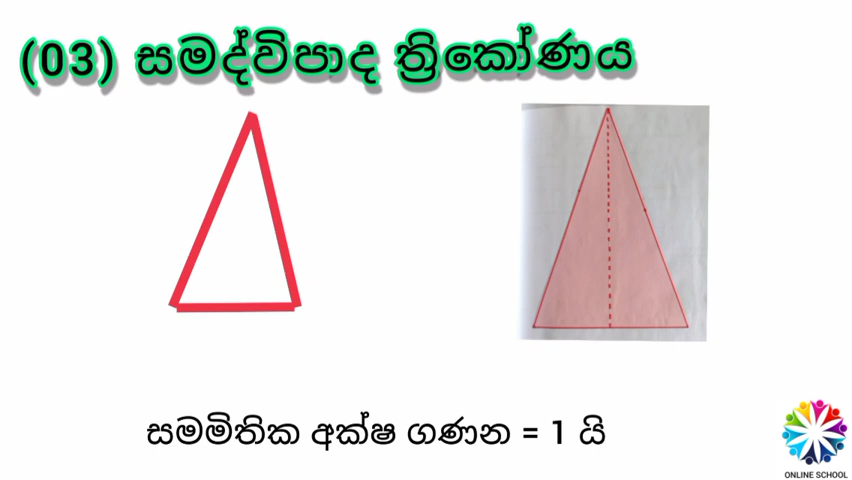 (03) සමද්විපාද ත්‍රිකෝණය
සමමිතික අක්ෂ ගණන = 1 යි
ONLINE SCHOOL